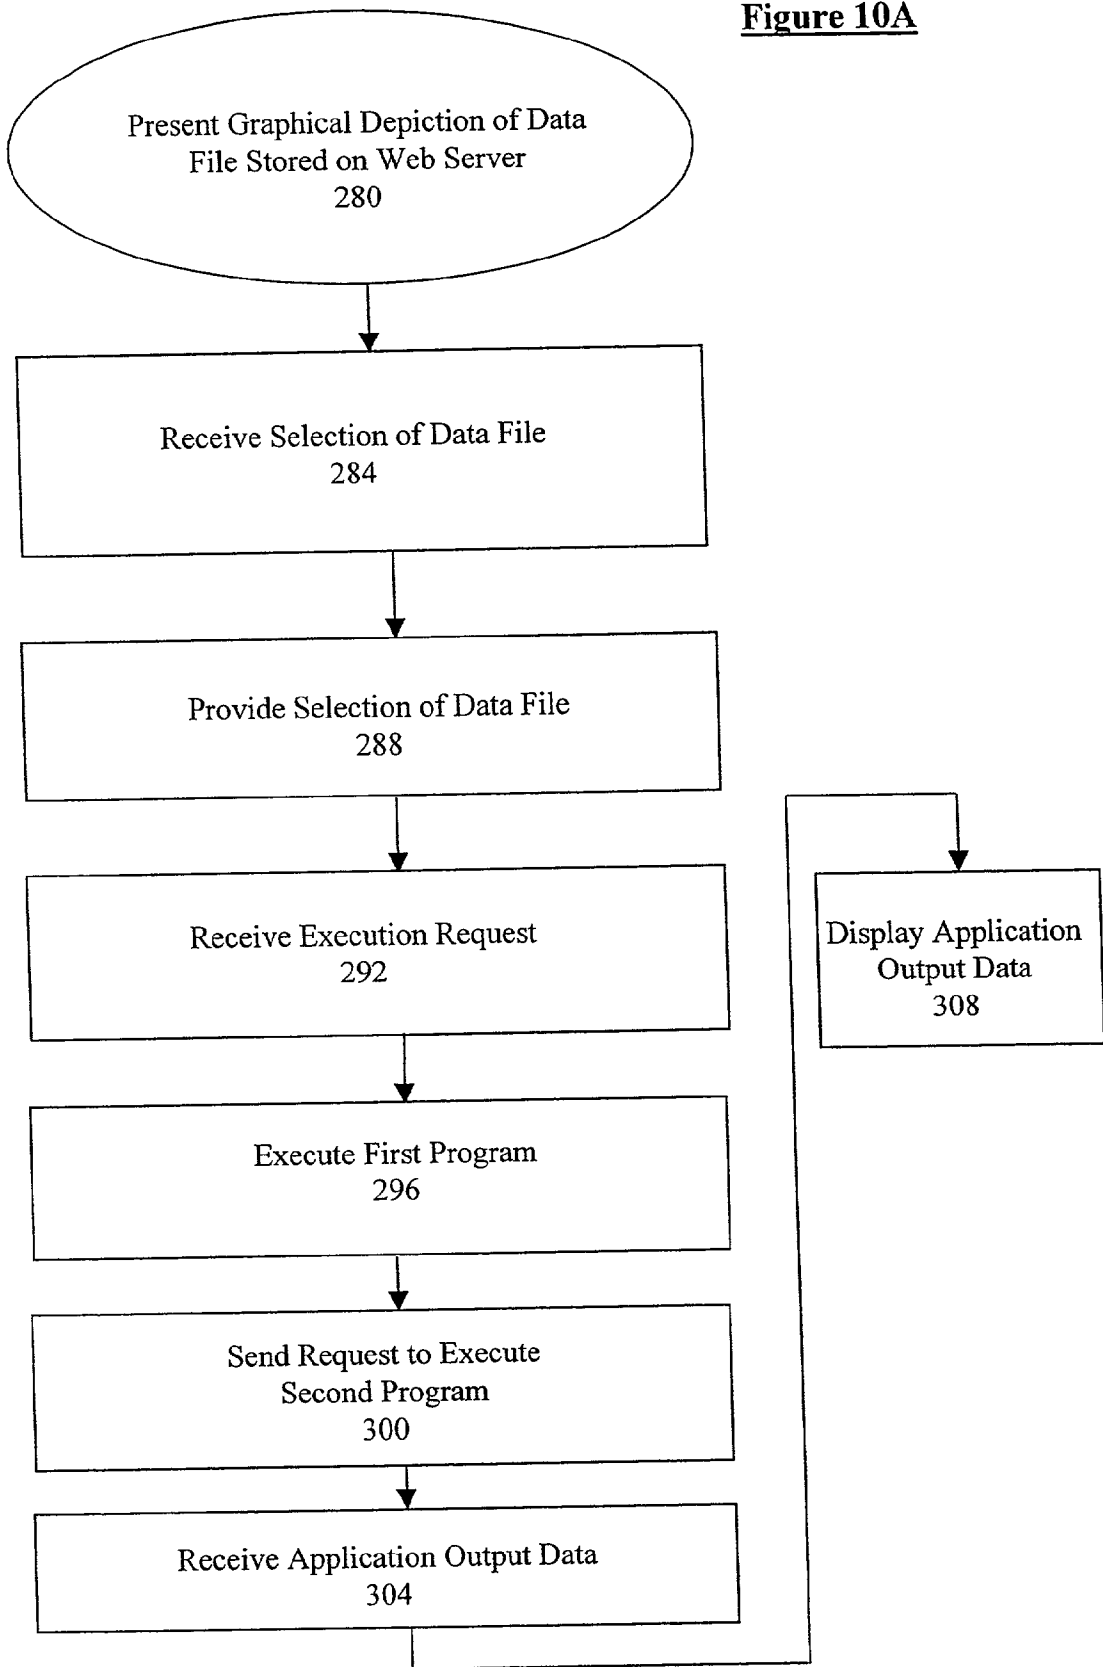 Figure 10A
Present Graphical Depiction of Data
File Stored on Web Server
280
Receive Selection of Data File
284
Provide Selection of Data File
288
Receive Execution Request
292
Execute First Program
296
Send Request to Execute
Second Program
300
Receive Application Output Data
304
Display Application
Output Data
308